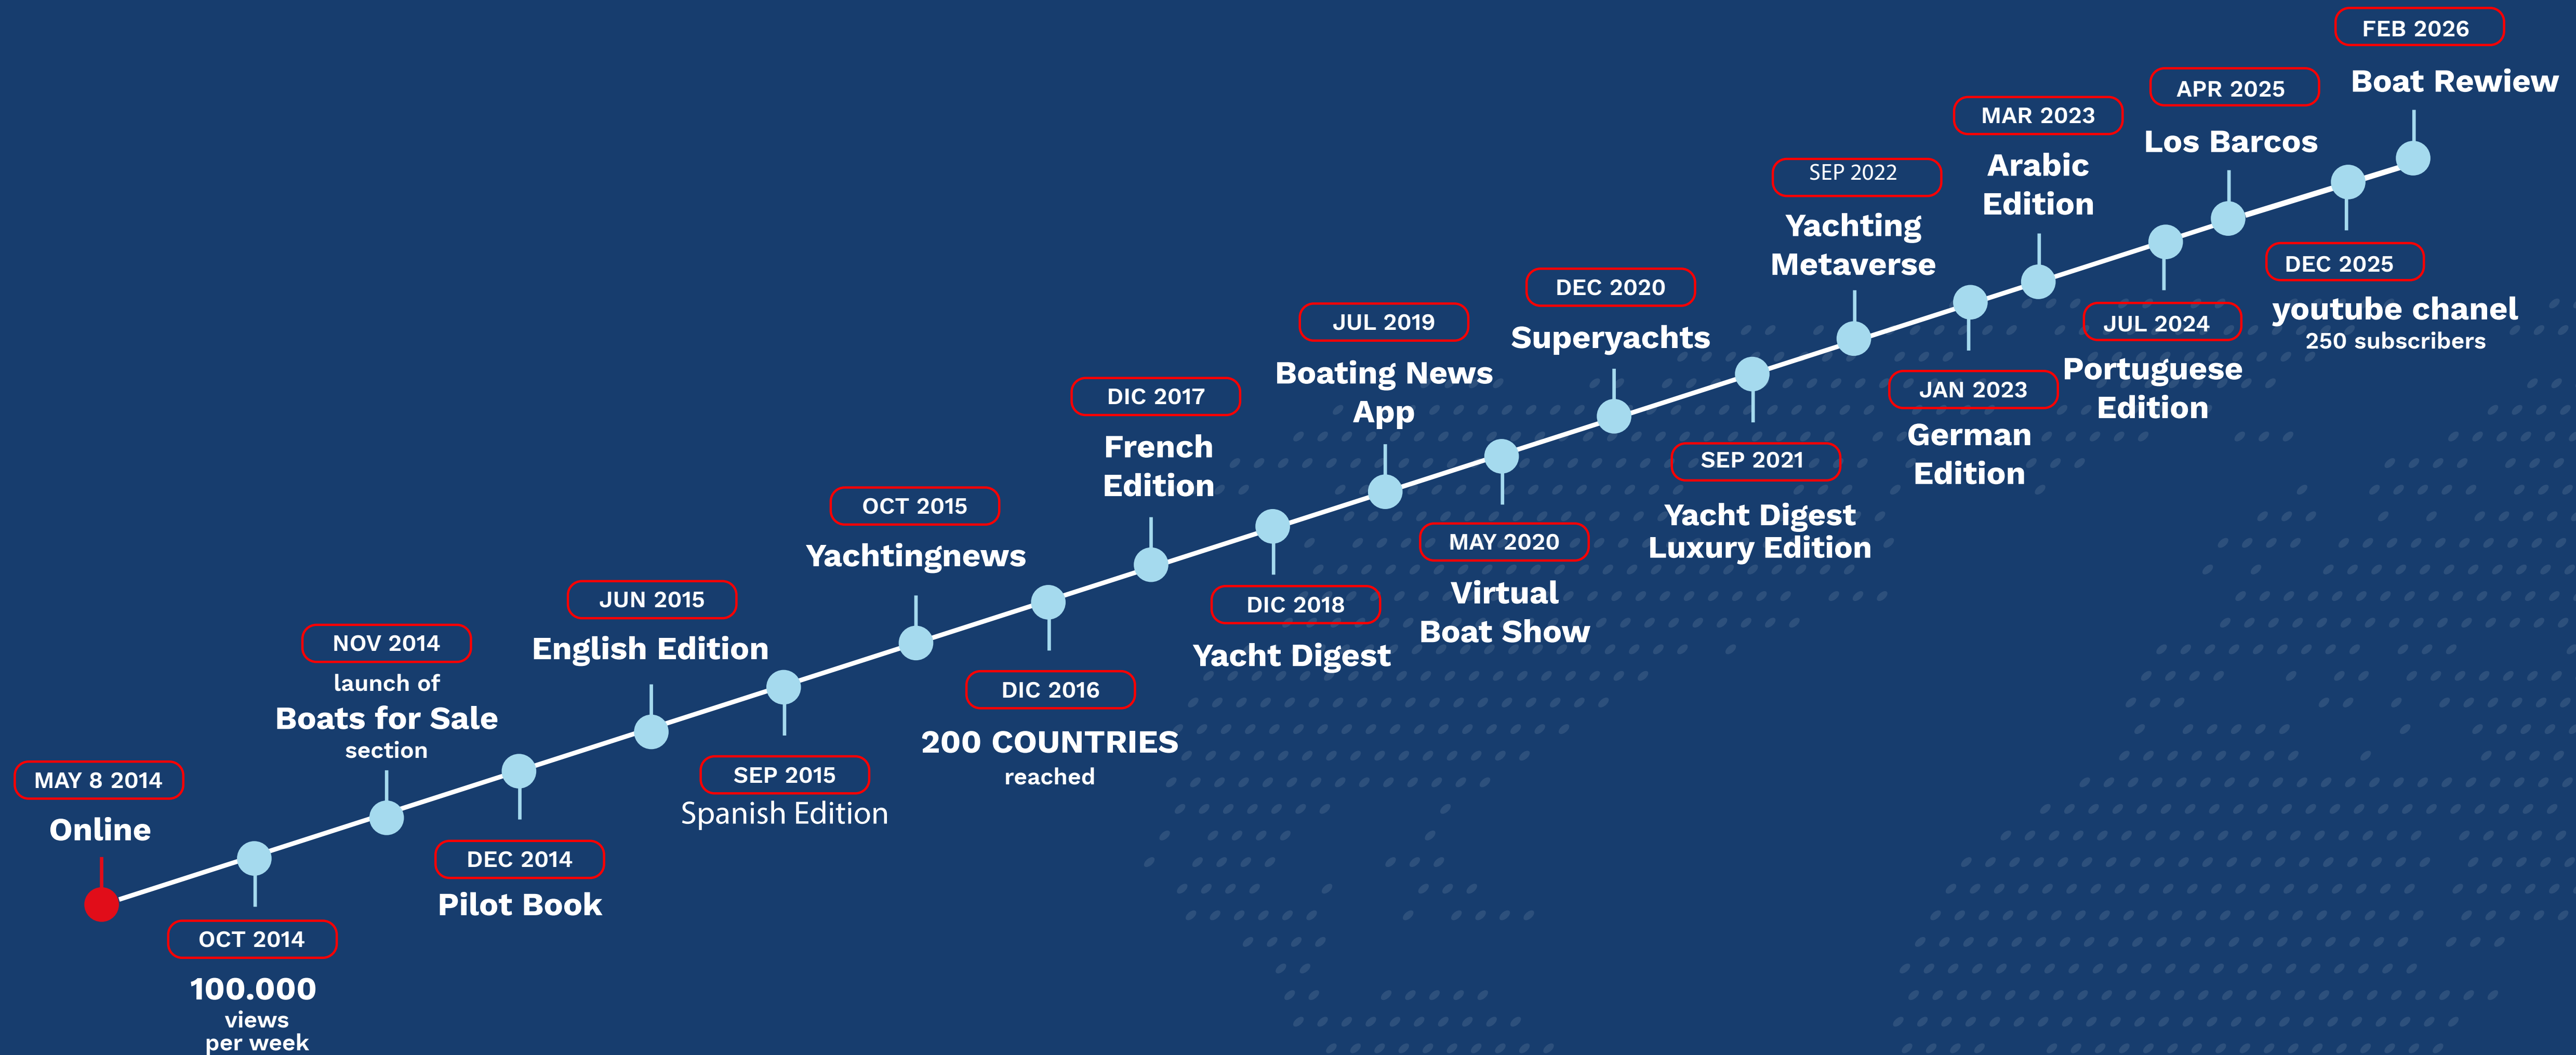 MAY 8 2014
Online
OCT 2014
100.000
views
per week
NOV 2014
launch of
Boats for Sale
section
DEC 2014
Pilot Book
JUN 2015
English Edition
SEP 2015
Spanish Edition
OCT 2015
Yachtingnews
DIC 2016
200 COUNTRIES
reached
DIC 2017
French
Edition
DIC 2018
Yacht Digest
JUL 2019
Boating News
App
MAY 2020
Virtual
Boat Show
DEC 2020
Superyachts
SEP 2021
Yacht Digest
Luxury Edition
SEP 2022
Yachting
Metaverse
JAN 2023
German
Edition
MAR 2023
Arabic
Edition
JUL 2024
Portuguese
Edition
APR 2025
Los Barcos
DEC 2025
youtube chanel
250 subscribers
FEB 2026
Boat Rewiew